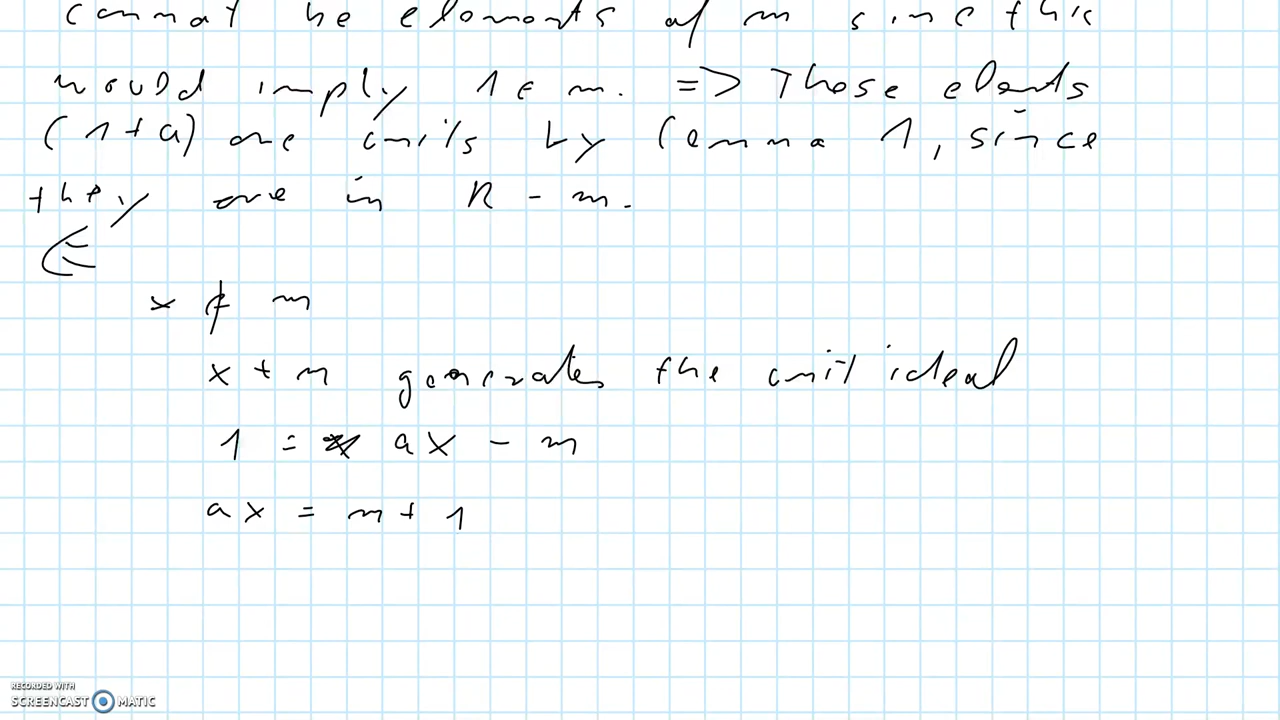 cannot be elements of m since this
would imply 1 ∈ m. => Those elents
(1 + a) are units by Lemma 1, since
they are in R - m.
⇐
x ∉ m
x + m generates the unit ideal
1 = ax - m
ax = m + 1
RECORDED WITH
SCREENCAST MATIC